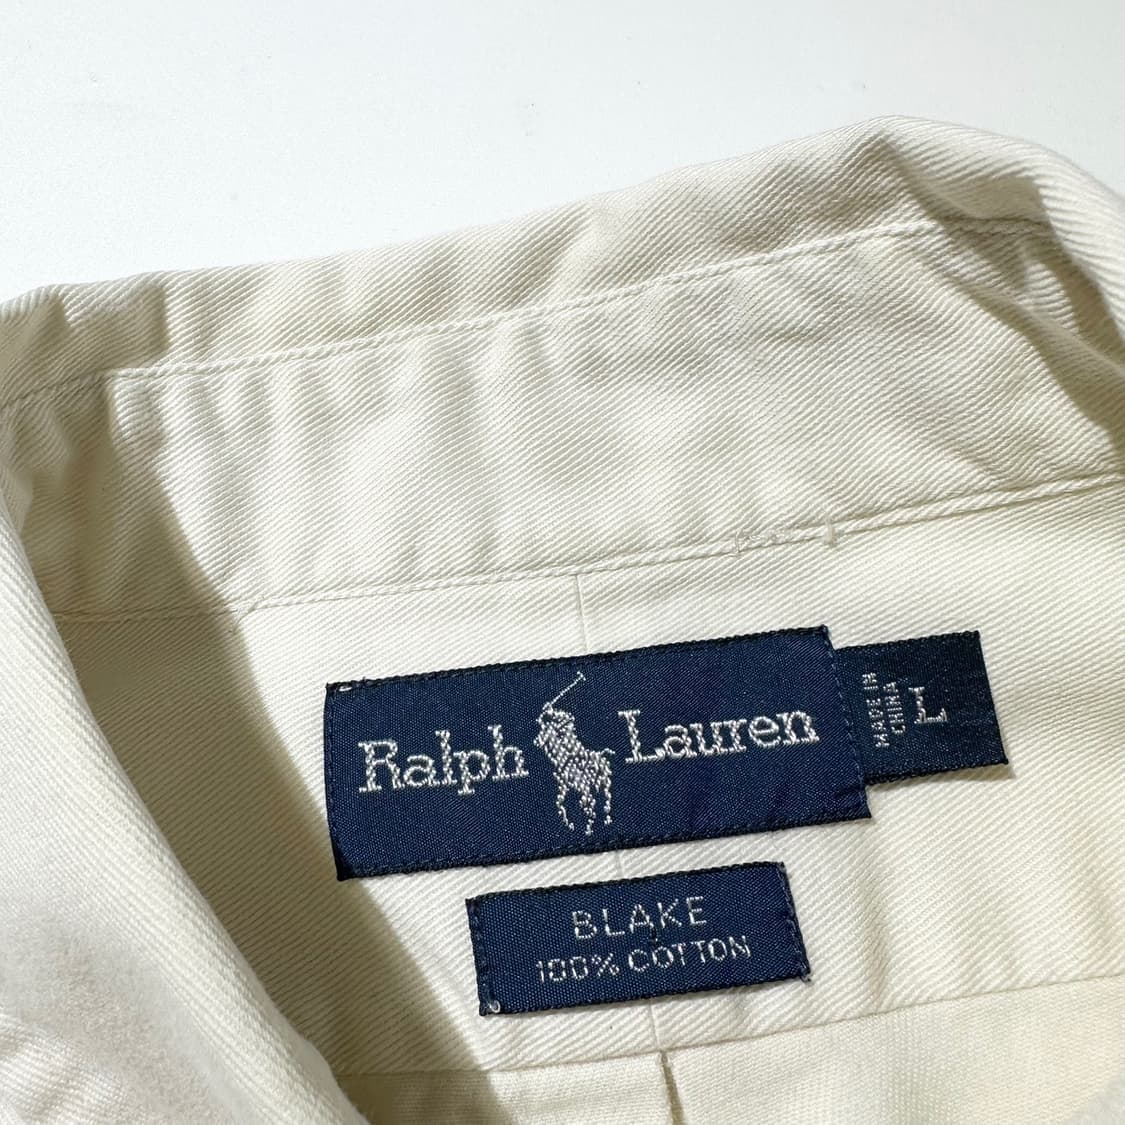 Ralph Lauren
MADE IN
CHINA
L
BLAKE
100% COTTON